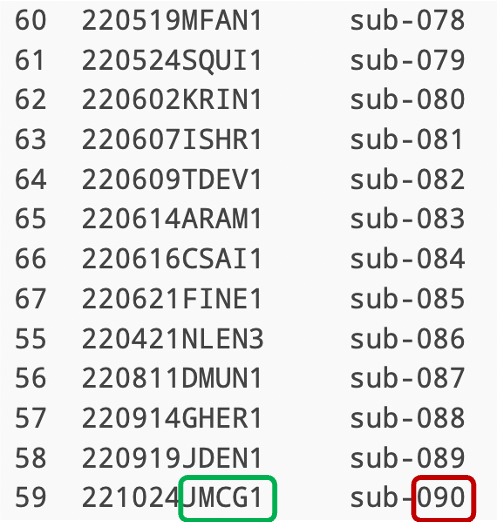 60 220519MFAN1 sub-078
61 220524SQUI1 sub-079
62 220602KRIN1 sub-080
63 220607ISHR1 sub-081
64 220609TDEV1 sub-082
65 220614ARAM1 sub-083
66 220616CSAI1 sub-084
67 220621FINE1 sub-085
55 220421NLEN3 sub-086
56 220811DMUN1 sub-087
57 220914GHER1 sub-088
58 220919JDEN1 sub-089
59 221024JMCG1 sub-090